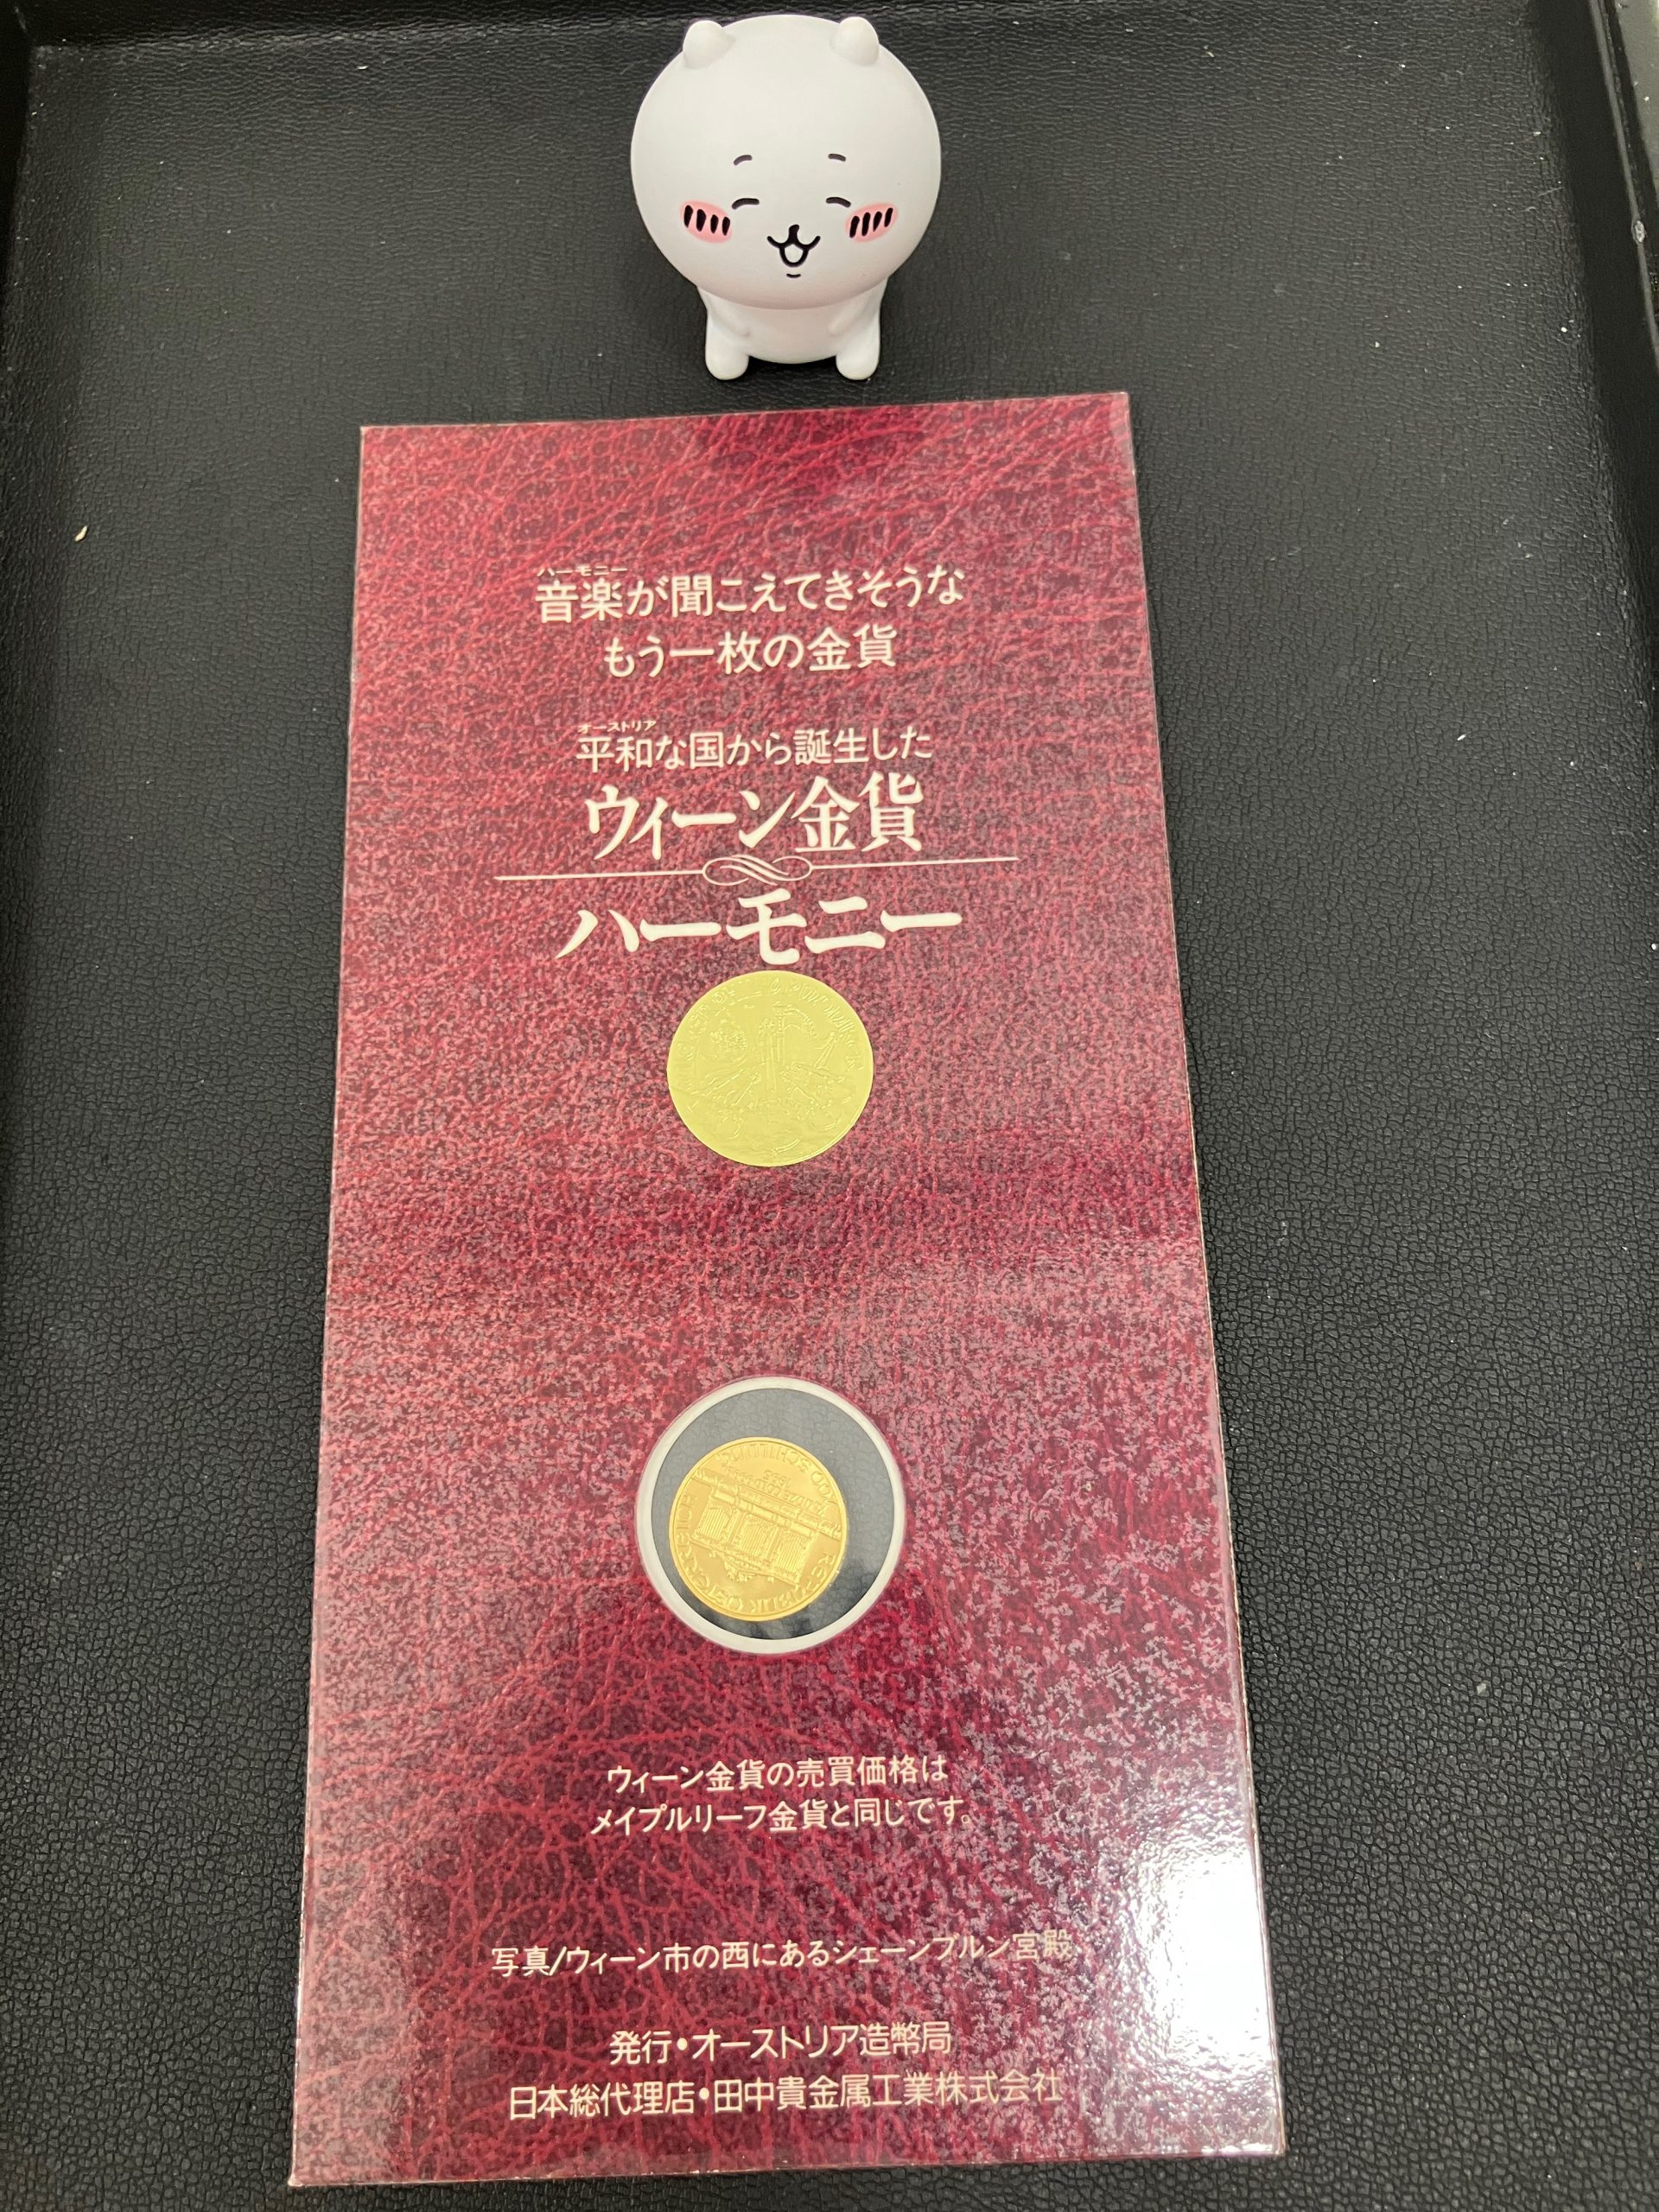 ハーモニー
音楽が聞こえてきそうな
もう一枚の金貨
オーストリア
平和な国から誕生した
ウィーン金貨
ハーモニー
ウィーン金貨の売買価格は
メイプルリーフ金貨と同じです。
写真/ウィーン市の西にあるシェーンブルン宮殿
発行・オーストリア造幣局
日本総代理店・田中貴金属工業株式会社